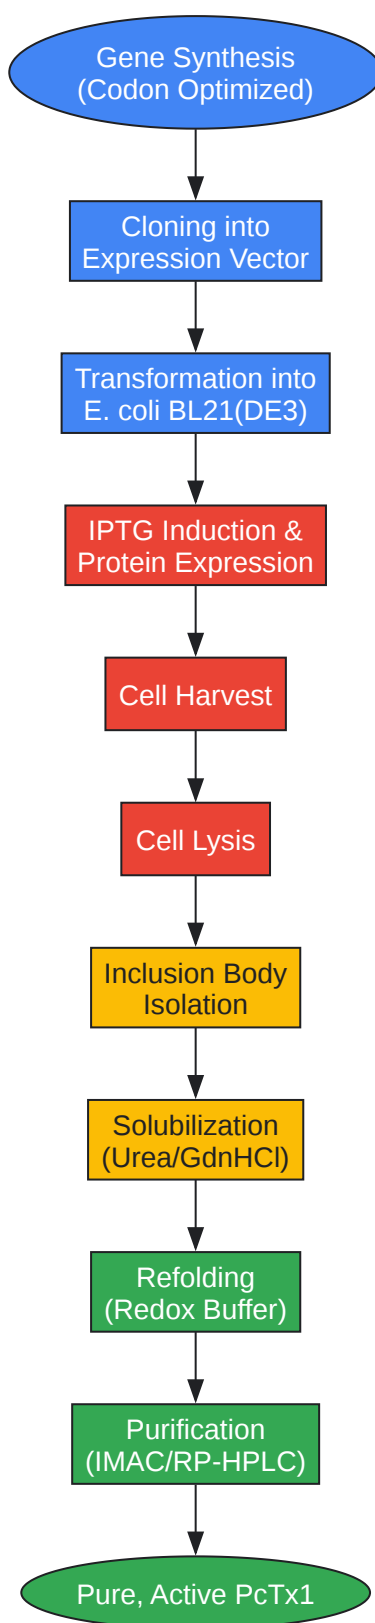 Gene Synthesis
(Codon Optimized)
Cloning into
Expression Vector
Transformation into
E. coli BL21(DE3)
IPTG Induction &
Protein Expression
Cell Harvest
Cell Lysis
Inclusion Body
Isolation
Solubilization
(Urea/GdnHCl)
Refolding
(Redox Buffer)
Purification
(IMAC/RP-HPLC)
Pure, Active PcTx1